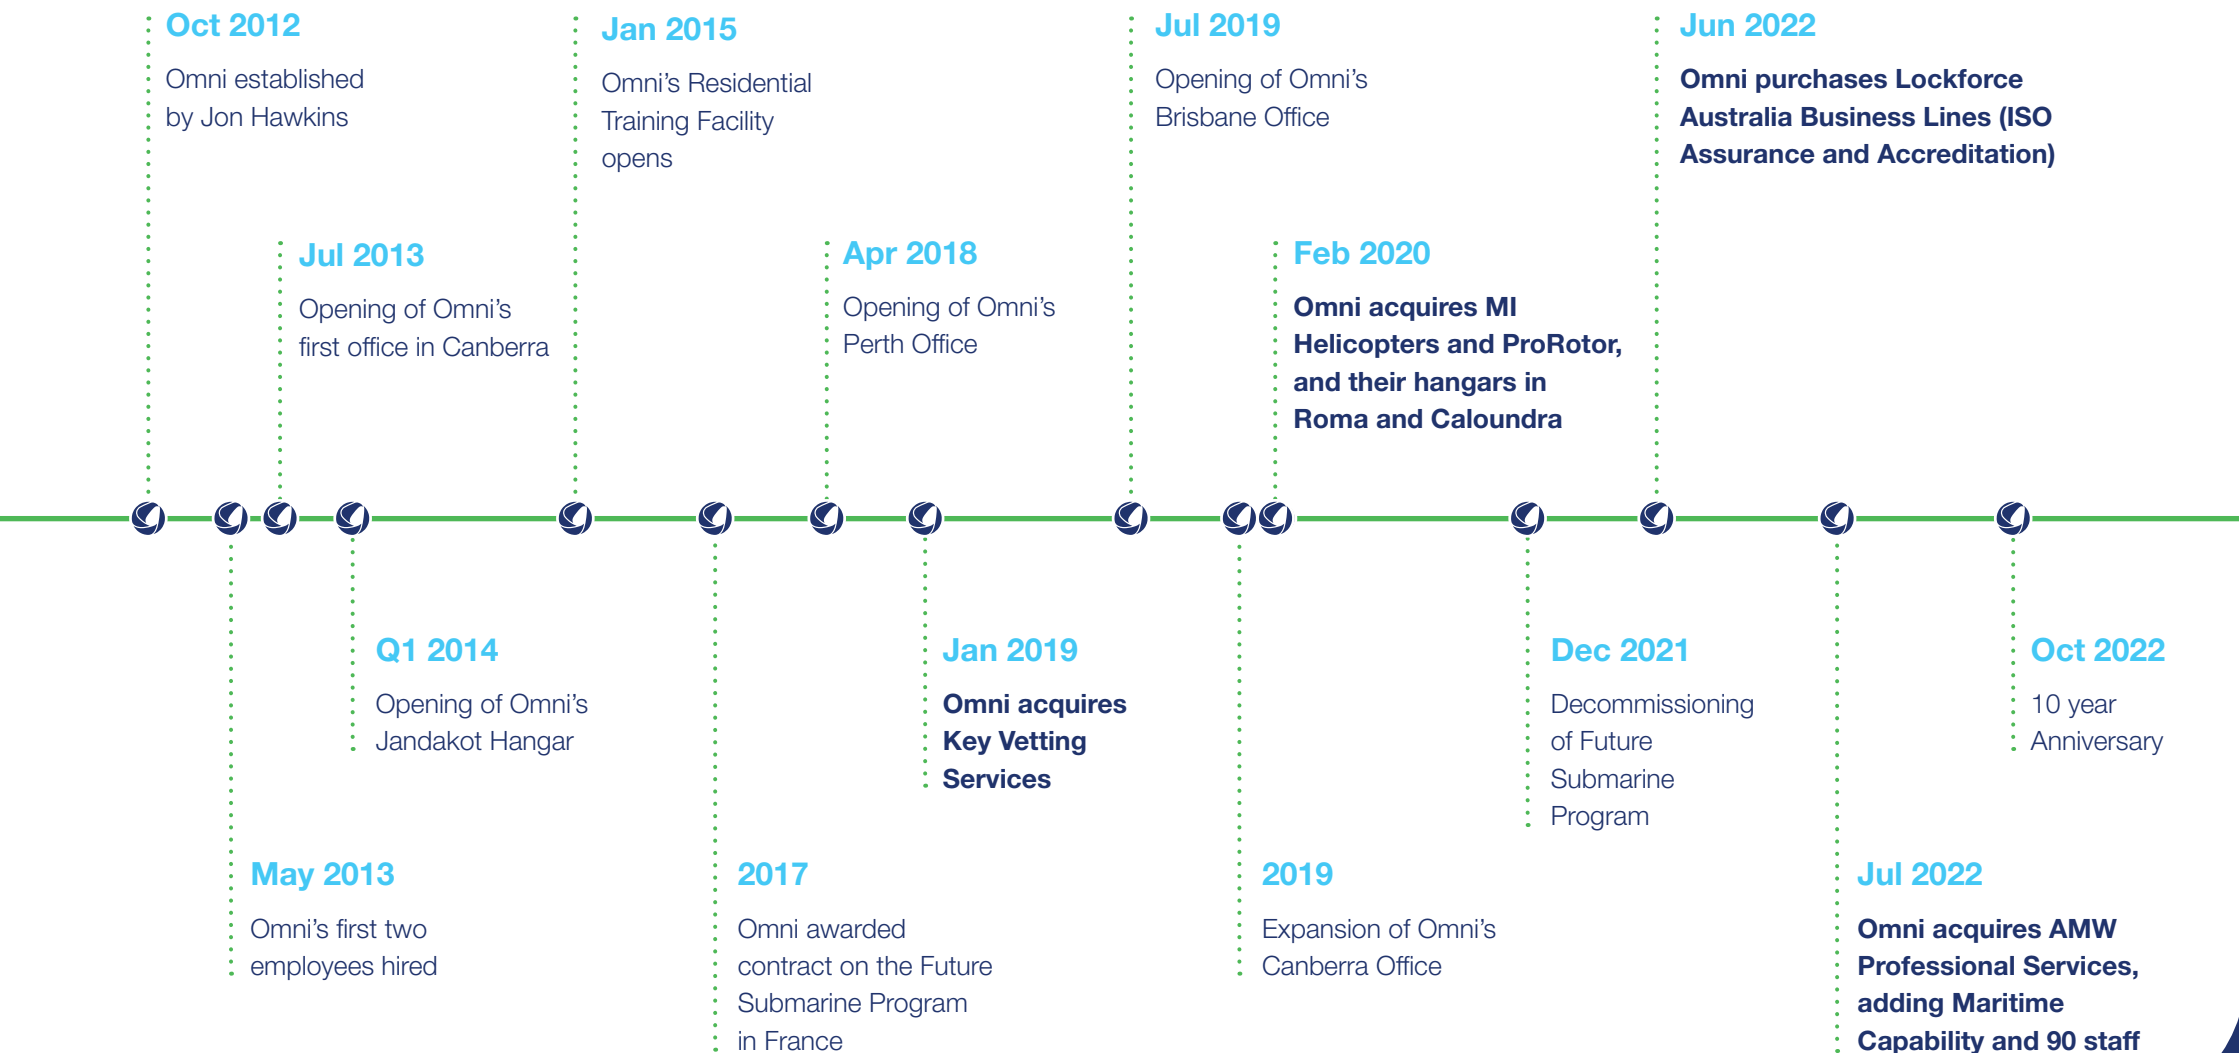 Oct 2012
Omni established
by Jon Hawkins
Jan 2015
Omni’s Residential
Training Facility
opens
Jul 2019
Opening of Omni’s
Brisbane Office
Jun 2022
Omni purchases Lockforce
Australia Business Lines (ISO
Assurance and Accreditation)
Jul 2013
Opening of Omni’s
first office in Canberra
Apr 2018
Opening of Omni’s
Perth Office
Feb 2020
Omni acquires MI
Helicopters and ProRotor,
and their hangars in
Roma and Caloundra
Q1 2014
Opening of Omni’s
Jandakot Hangar
Jan 2019
Omni acquires
Key Vetting
Services
Dec 2021
Decommissioning
of Future
Submarine
Program
Oct 2022
10 year
Anniversary
May 2013
Omni’s first two
employees hired
2017
Omni awarded
contract on the Future
Submarine Program
in France
2019
Expansion of Omni’s
Canberra Office
Jul 2022
Omni acquires AMW
Professional Services,
adding Maritime
Capability and 90 staff